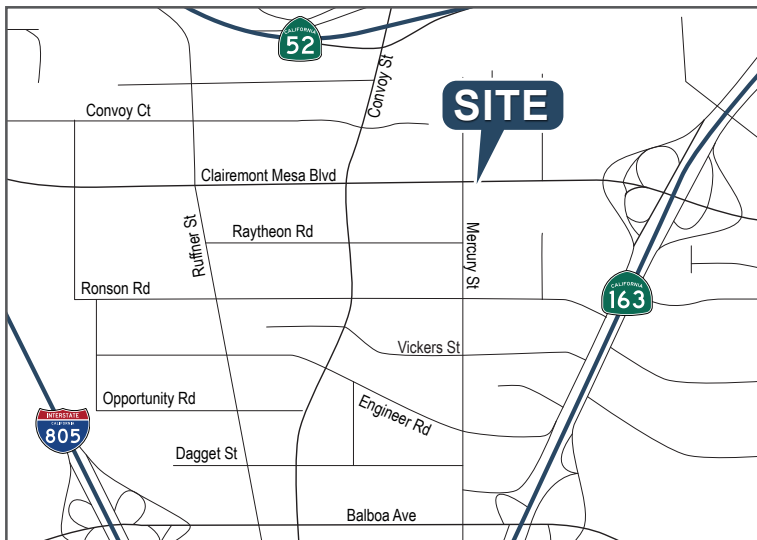 CALIFORNIA
52
Convoy St
SITE
Convoy Ct
Clairemont Mesa Blvd
Ruffner St
Raytheon Rd
Mercury St
Ronson Rd
CALIFORNIA
163
Vickers St
Opportunity Rd
Engineer Rd
INTERSTATE
CALIFORNIA
805
Dagget St
Balboa Ave